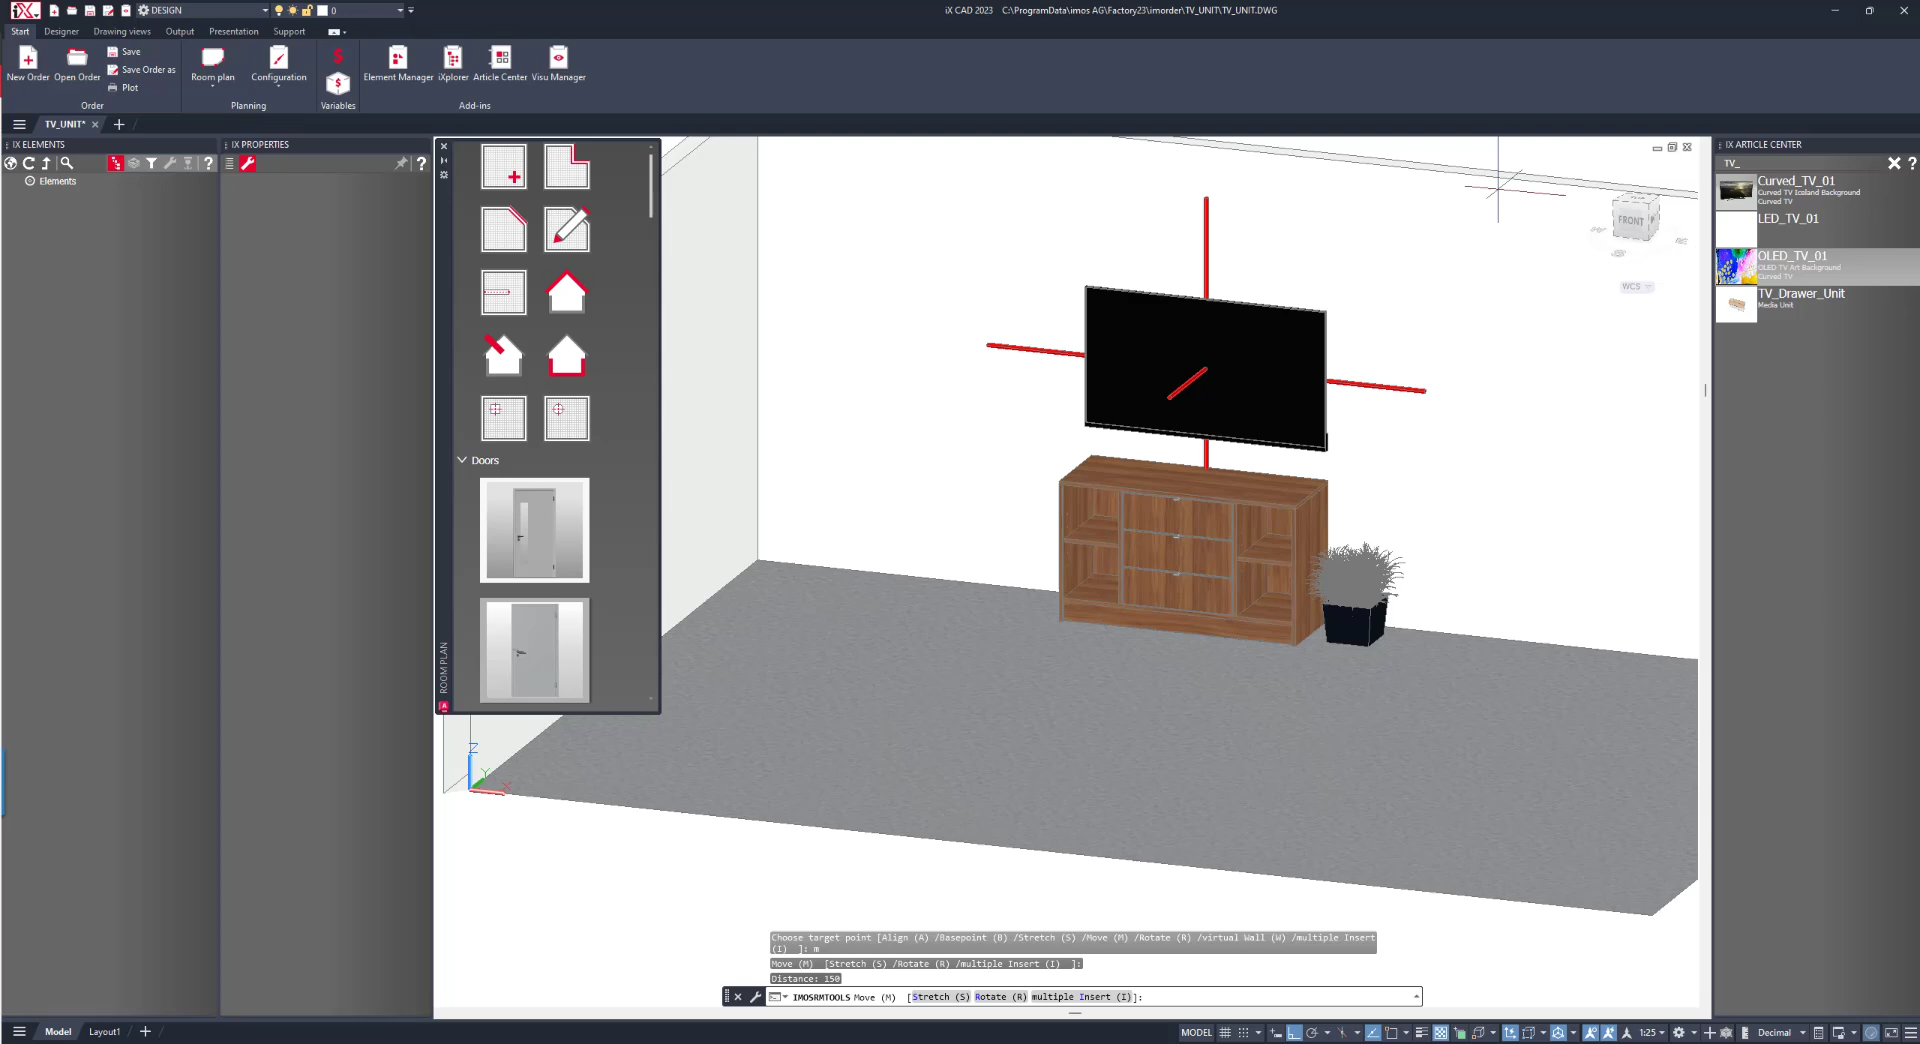 iX. DESIGN 0 iX CAD 2023 C:\ProgramData\imos AG\Factory23\imorder\TV_UNIT\TV_UNIT.DWG
Start Designer Drawing views Output Presentation Support
New Order Open Order Save
Save Order as
Plot
Room plan Configuration
Element Manager iXplorer Article Center Visu Manager
Order Planning Variables Add-ins
TV_UNIT*
IX ELEMENTS
Elements
IX PROPERTIES
Doors
ROOM PLAN
FRONT
WCS
Z
Y
X
IX ARTICLE CENTER
TV_
Curved_TV_01
Curved TV Iceland Background
Curved TV
LED_TV_01
OLED_TV_01
OLED TV Art Background
Curved TV
TV_Drawer_Unit
Media Unit
Choose target point [Align (A) /Basepoint (B) /Stretch (S) /Move (M) /Rotate (R) /virtual Wall (W) /multiple Insert
(I) ]: m
Move (M) [Stretch (S) /Rotate (R) /multiple Insert (I) ]:
Distance: 150
IMOSRMTOOLS Move (M) [Stretch (S) Rotate (R) multiple Insert (I)]:
Model Layout1
MODEL 1:25 Decimal